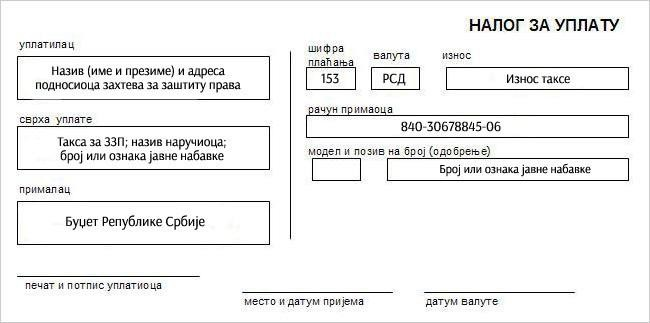 НАЛОГ ЗА УПЛАТУ
уплатилац
Назив (име и презиме) и адреса
подносиоца захтева за заштиту права
сврха уплате
Такса за ЗЗП; назив наручиоца;
број или ознака јавне набавке
прималац
Буџет Републике Србије
печат и потпис уплатиоца
шифра
плаћања
валута
износ
153
РСД
Износ таксе
рачун примаоца
840-30678845-06
модел и позив на број (одобрење)
Број или ознака јавне набавке
место и датум пријема
датум валуте